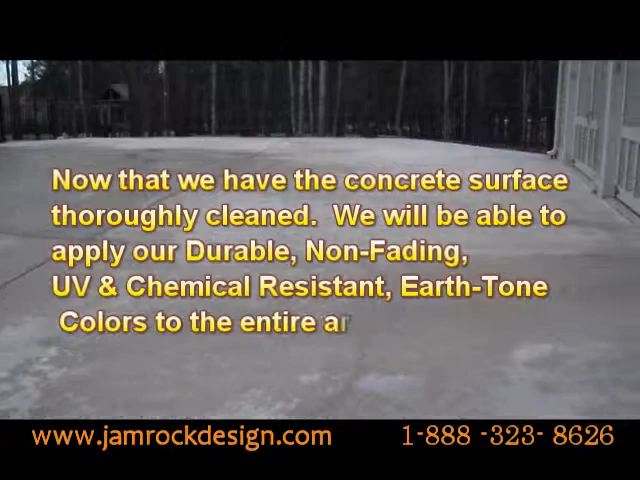 Now that we have the concrete surface
thoroughly cleaned.  We will be able to
apply our Durable, Non-Fading,
UV & Chemical Resistant, Earth-Tone
Colors to the entire
www.jamrockdesign.com
1-888 -323- 8626